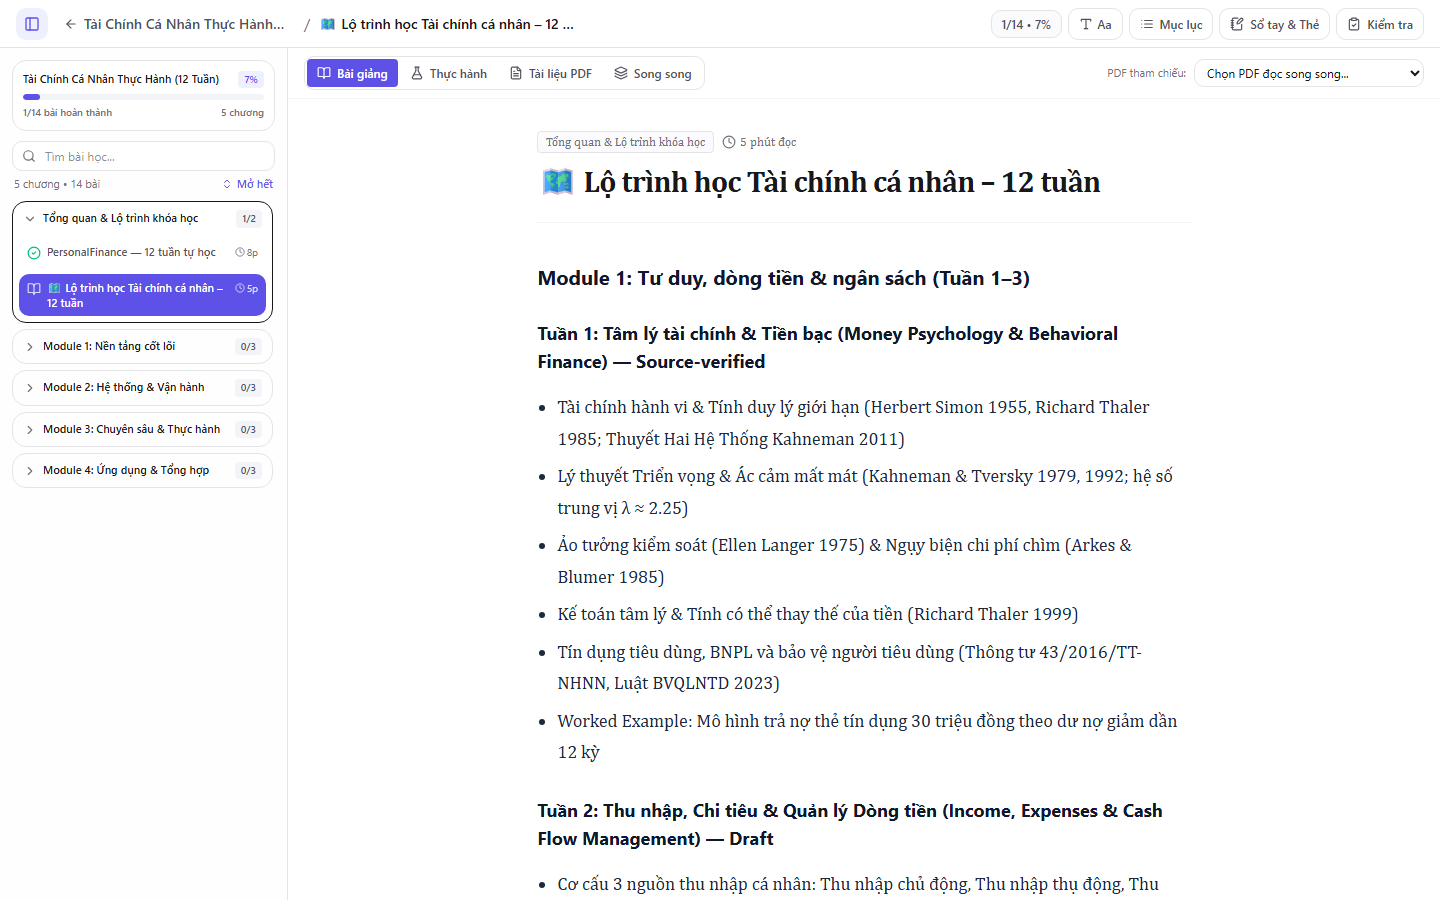 Tài Chính Cá Nhân Thực Hành...
/
Lộ trình học Tài chính cá nhân – 12 ...
1/14 • 7%
Aa
Mục lục
Sổ tay & Thẻ
Kiểm tra
Tài Chính Cá Nhân Thực Hành (12 Tuần)
7%
1/14 bài hoàn thành
5 chương
Tìm bài học...
5 chương • 14 bài
Mở hết
Tổng quan & Lộ trình khóa học
1/2
PersonalFinance — 12 tuần tự học
8p
Lộ trình học Tài chính cá nhân –
12 tuần
5p
Module 1: Nền tảng cốt lõi
0/3
Module 2: Hệ thống & Vận hành
0/3
Module 3: Chuyên sâu & Thực hành
0/3
Module 4: Ứng dụng & Tổng hợp
0/3
Bài giảng
Thực hành
Tài liệu PDF
Song song
PDF tham chiếu:
Chọn PDF đọc song song...
Tổng quan & Lộ trình khóa học
5 phút đọc
Lộ trình học Tài chính cá nhân – 12 tuần
Module 1: Tư duy, dòng tiền & ngân sách (Tuần 1–3)
Tuần 1: Tâm lý tài chính & Tiền bạc (Money Psychology & Behavioral
Finance) — Source-verified
• Tài chính hành vi & Tính duy lý giới hạn (Herbert Simon 1955, Richard Thaler
1985; Thuyết Hai Hệ Thống Kahneman 2011)
• Lý thuyết Triển vọng & Ác cảm mất mát (Kahneman & Tversky 1979, 1992; hệ số
trung vị λ ≈ 2.25)
• Ảo tưởng kiểm soát (Ellen Langer 1975) & Ngụy biện chi phí chìm (Arkes &
Blumer 1985)
• Kế toán tâm lý & Tính có thể thay thế của tiền (Richard Thaler 1999)
• Tín dụng tiêu dùng, BNPL và bảo vệ người tiêu dùng (Thông tư 43/2016/TT-
NHNN, Luật BVQLNTD 2023)
• Worked Example: Mô hình trả nợ thẻ tín dụng 30 triệu đồng theo dư nợ giảm dần
12 kỳ
Tuần 2: Thu nhập, Chi tiêu & Quản lý Dòng tiền (Income, Expenses & Cash
Flow Management) — Draft
• Cơ cấu 3 nguồn thu nhập cá nhân: Thu nhập chủ động, Thu nhập thụ động, Thu